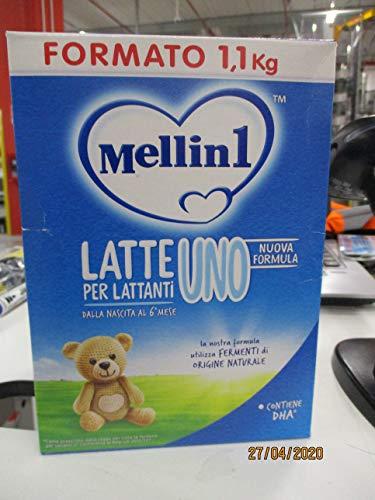 FORMATO 1,1Kg
Mellin1
TM
LATTE UNO
PER LATTANTI
NUOVA
FORMULA
DALLA NASCITA AL 6° MESE
la nostra formula
utilizza FERMENTI di
ORIGINE NATURALE
• CONTIENE
DHA*
27/04/2020